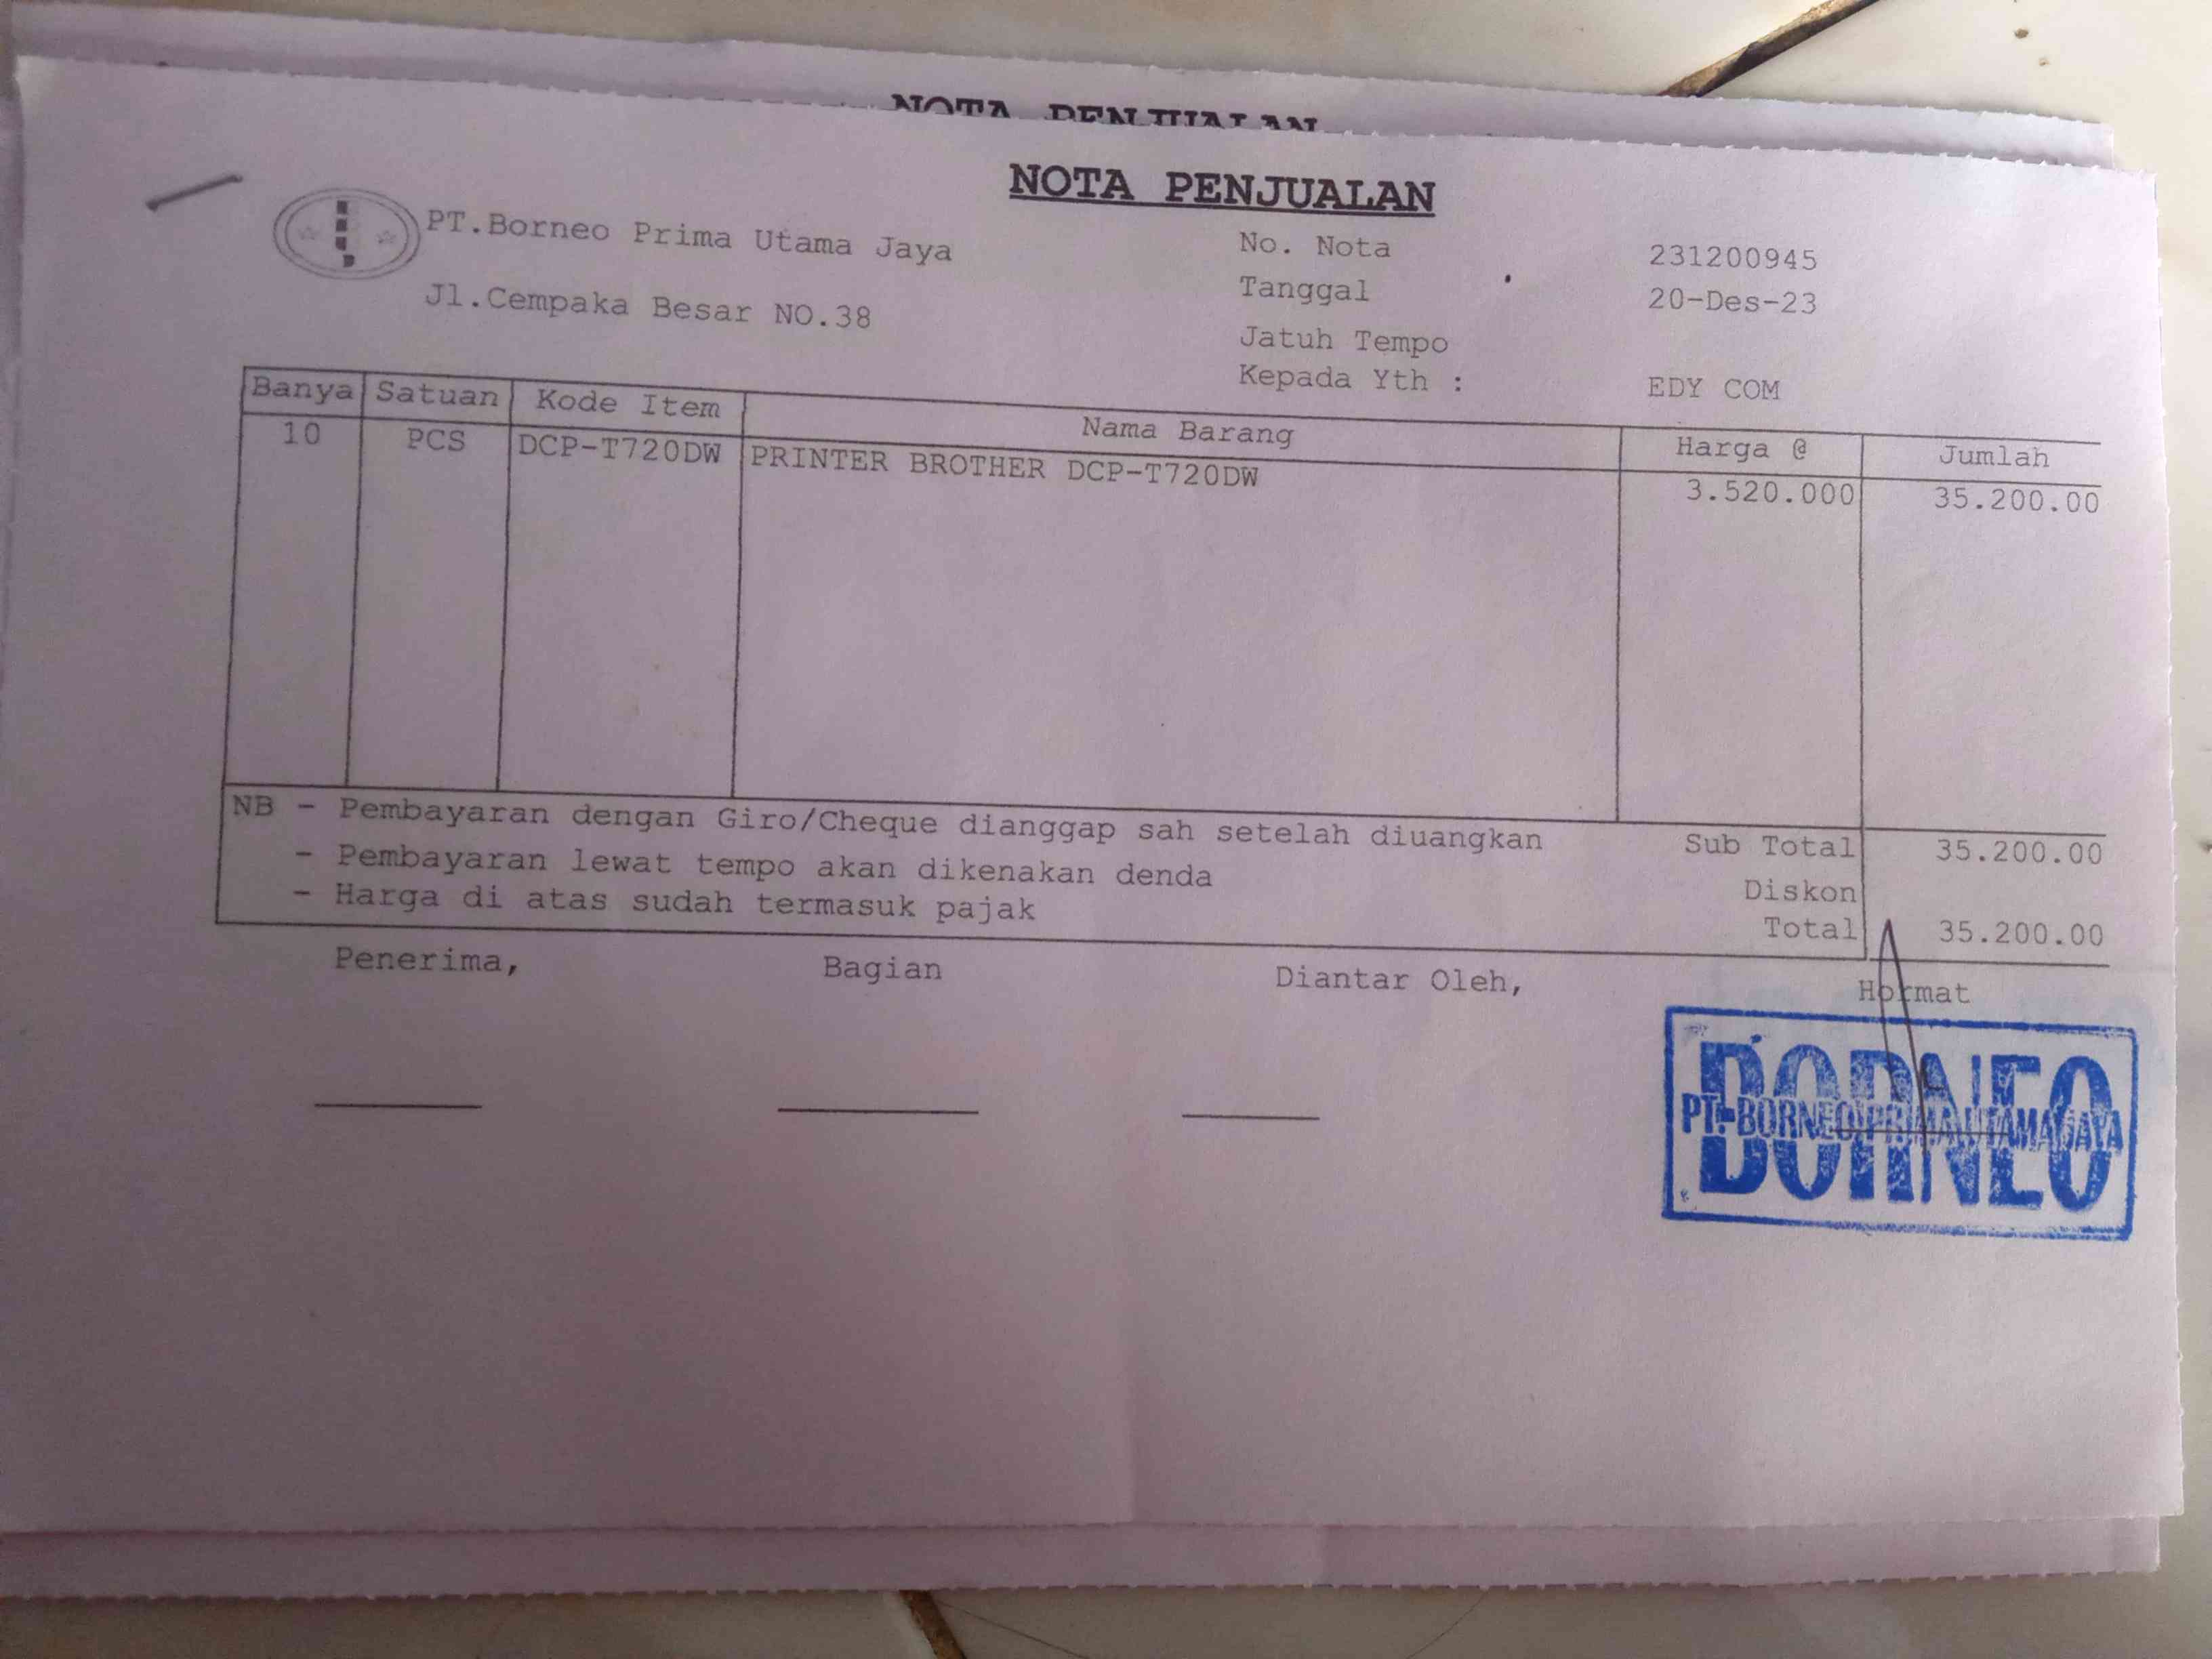 NOTA PENJUALAN
NOTA PENJUALAN
PT.Borneo Prima Utama Jaya
Jl.Cempaka Besar NO.38
No. Nota 231200945
Tanggal 20-Des-23
Jatuh Tempo
Kepada Yth : EDY COM
Banya Satuan Kode Item Nama Barang Harga @ Jumlah
10 PCS DCP-T720DW PRINTER BROTHER DCP-T720DW 3.520.000 35.200.00
NB - Pembayaran dengan Giro/Cheque dianggap sah setelah diuangkan
- Pembayaran lewat tempo akan dikenakan denda
- Harga di atas sudah termasuk pajak
Sub Total 35.200.00
Diskon
Total 35.200.00
Penerima, Bagian Diantar Oleh, Hormat
BORNEO
PT. BORNEO PRIMA UTAMA JAYA